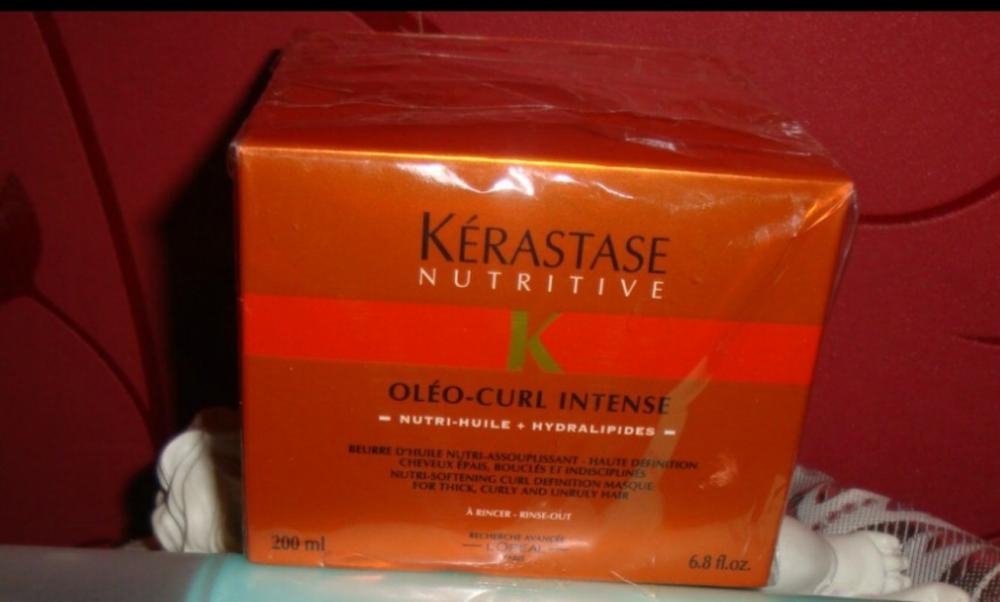 KÉRASTASE
NUTRITIVE
K
OLÉO-CURL INTENSE
NUTRI-HUILE + HYDRALIPIDES
BEURRE D'HUILE NUTRI-ASSOUPLISSANT - HAUTE DÉFINITION
CHEVEUX ÉPAIS, BOUCLÉS ET INDISCIPLINÉS
NUTRI-SOFTENING CURL DEFINITION MASQUE
FOR THICK, CURLY AND UNRULY HAIR
À RINCER - RINSE-OUT
RECHERCHE AVANCÉE
L'ORÉAL
PARIS
200 ml
6.8 fl.oz.